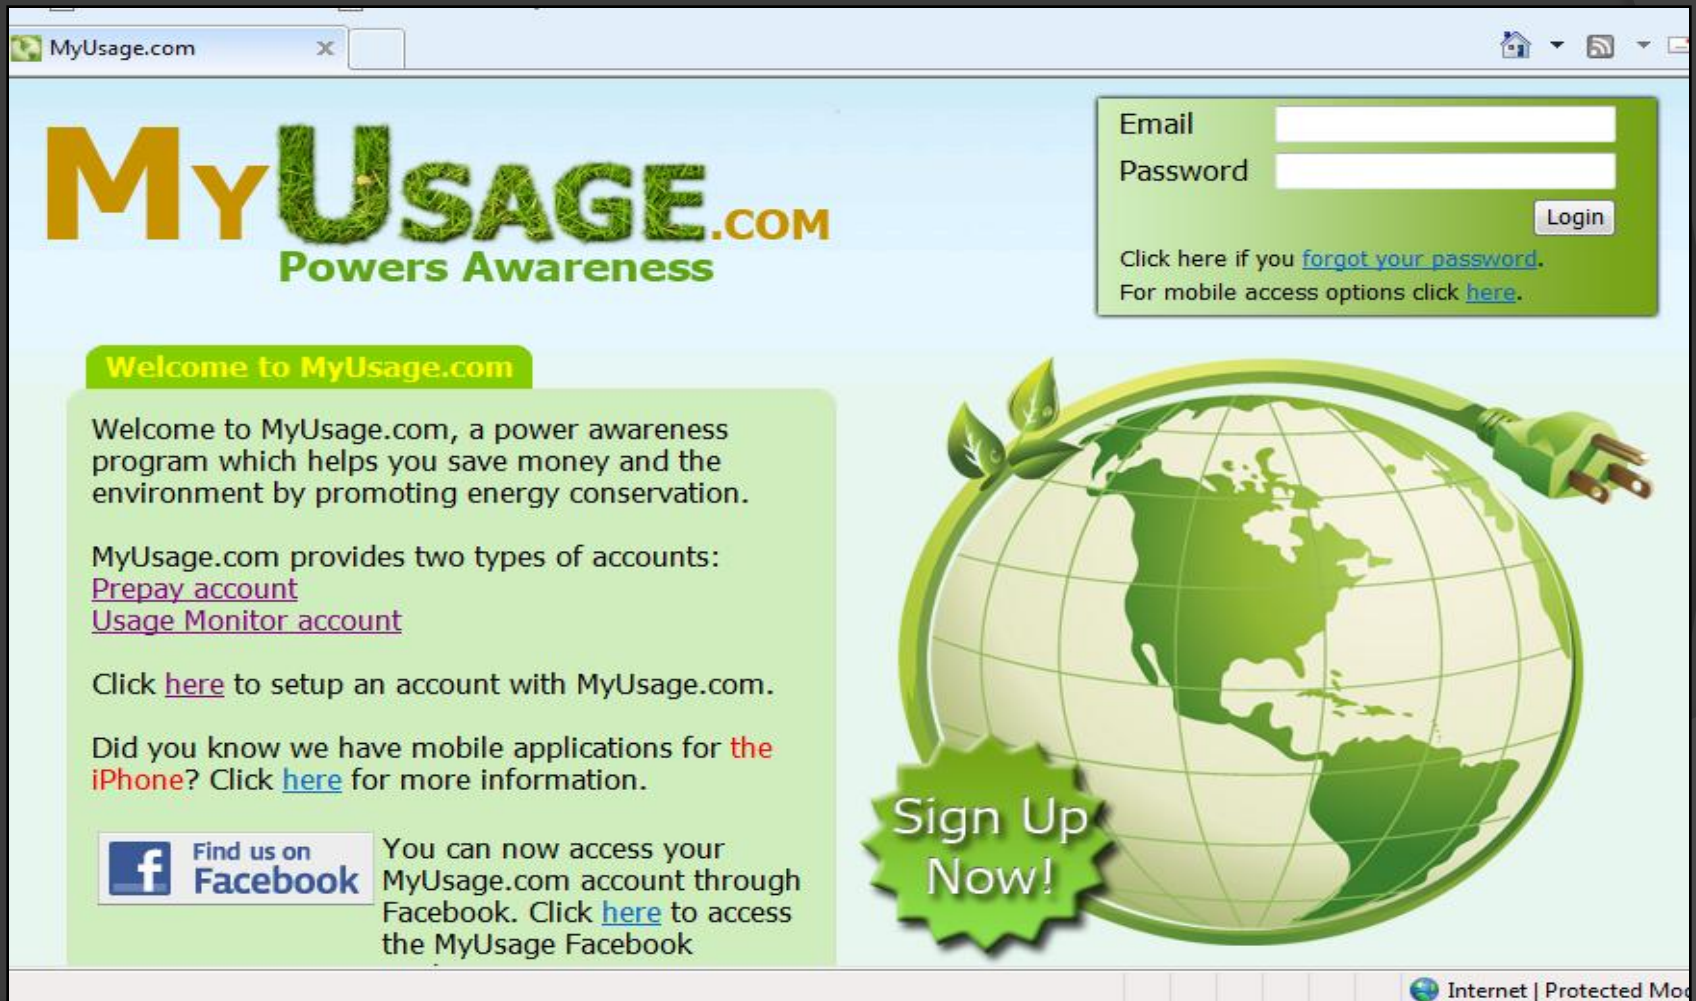 MyUsage.com
MYUSAGE.COM
Powers Awareness
Email
Password
Login
Click here if you forgot your password.
For mobile access options click here.
Welcome to MyUsage.com
Welcome to MyUsage.com, a power awareness
program which helps you save money and the
environment by promoting energy conservation.
MyUsage.com provides two types of accounts:
Prepay account
Usage Monitor account
Click here to setup an account with MyUsage.com.
Did you know we have mobile applications for the
iPhone? Click here for more information.
Find us on
Facebook
You can now access your
MyUsage.com account through
Facebook. Click here to access
the MyUsage Facebook
Sign Up
Now!
Internet | Protected